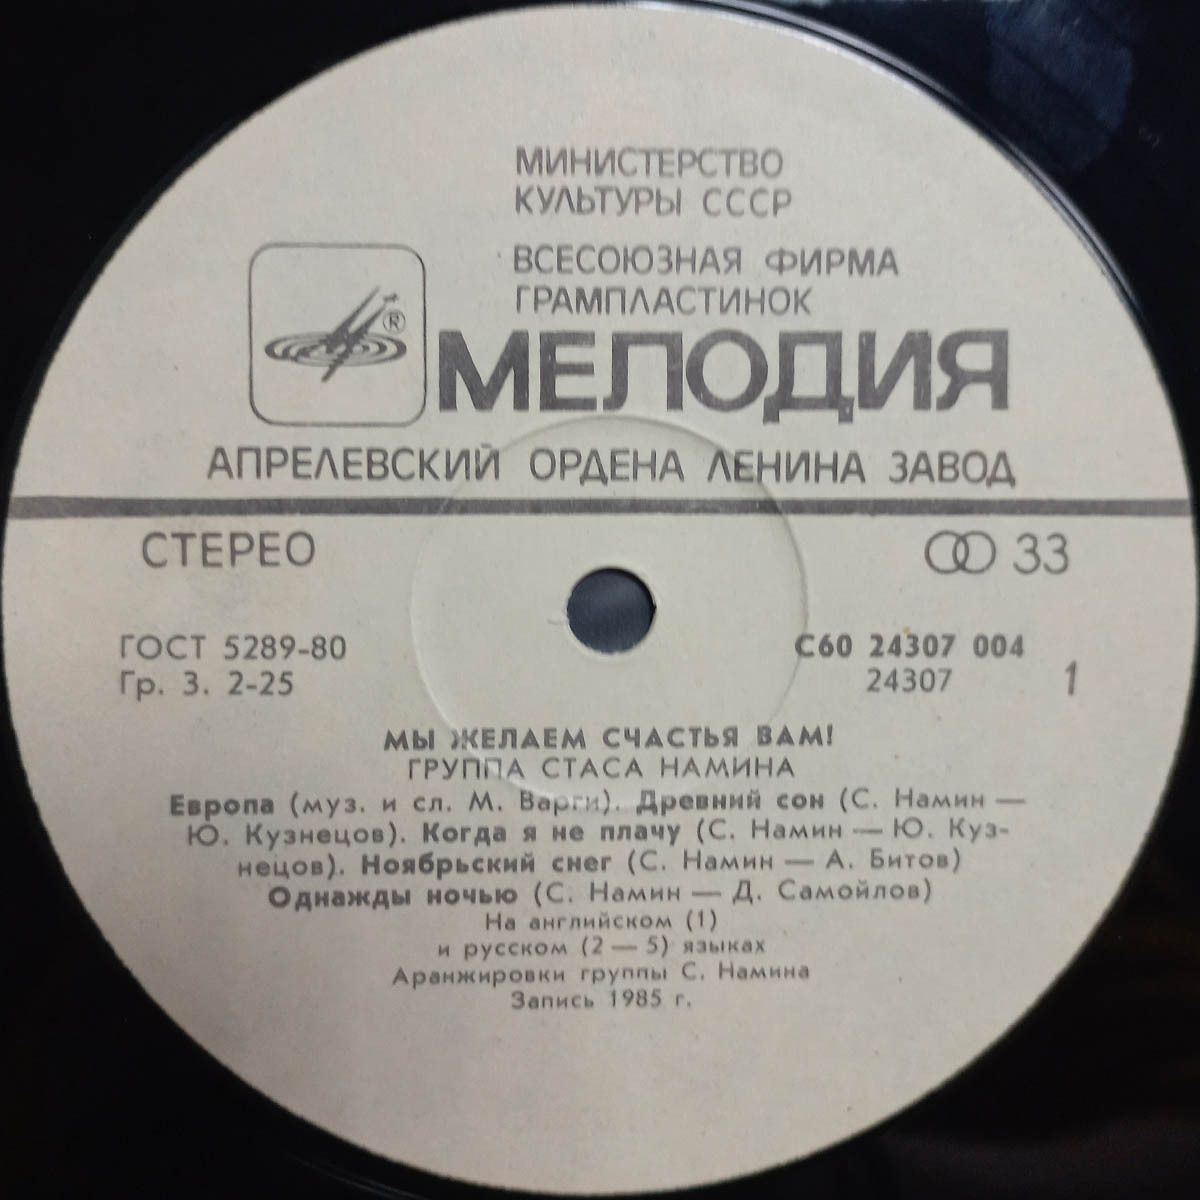 МИНИСТЕРСТВО
КУЛЬТУРЫ СССР
ВСЕСОЮЗНАЯ ФИРМА
ГРАМПЛАСТИНОК
®
МЕЛОДИЯ
АПРЕЛЕВСКИЙ ОРДЕНА ЛЕНИНА ЗАВОД
СТЕРЕО
33
ГОСТ 5289-80
Гр. 3. 2-25
С60 24307 004
24307
1
МЫ ЖЕЛАЕМ СЧАСТЬЯ ВАМ!
ГРУППА СТАСА НАМИНА
Европа (муз. и сл. М. Варги). Древний сон (С. Намин —
Ю. Кузнецов). Когда я не плачу (С. Намин — Ю. Куз-
нецов). Ноябрьский снег (С. Намин — А. Битов)
Однажды ночью (С. Намин — Д. Самойлов)
На английском (1)
и русском (2 — 5) языках
Аранжировки группы С. Намина
Запись 1985 г.